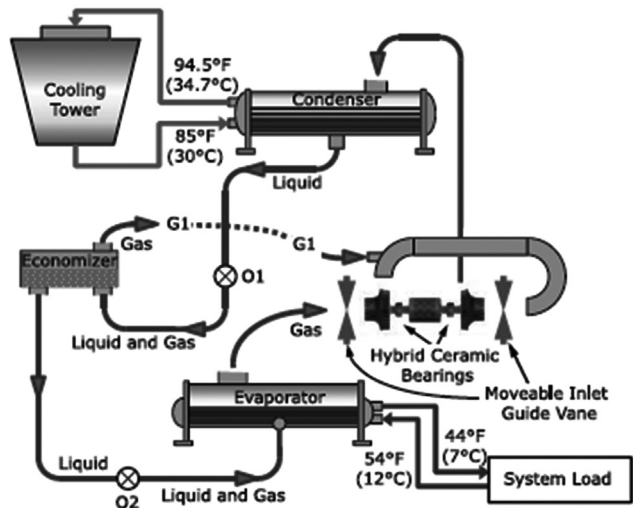 Cooling
Tower
94.5°F
(34.7°C)
85°F
(30°C)
Condenser
Liquid
Gas
G1
G1
Economizer
O1
Liquid and Gas
Gas
Hybrid Ceramic
Bearings
Moveable Inlet
Guide Vane
Evaporator
44°F
(7°C)
54°F
(12°C)
System Load
Liquid
O2
Liquid and Gas